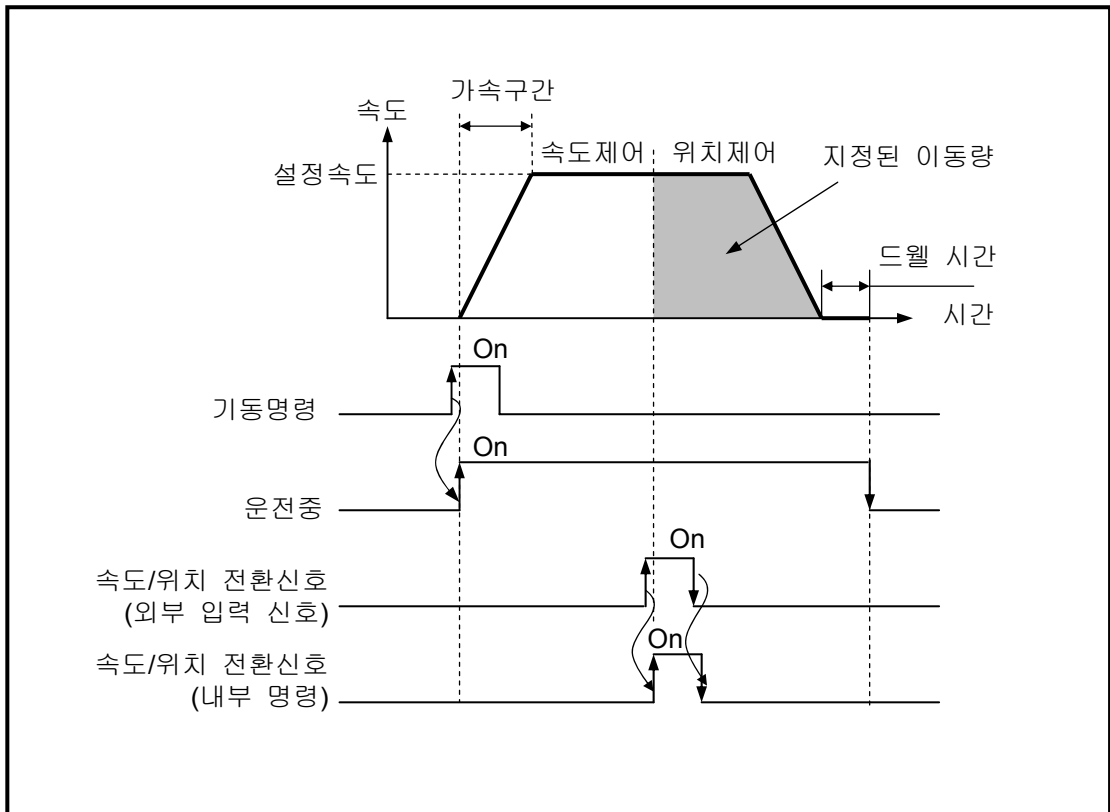 가속구간
속도
속도제어
위치제어
지정된 이동량
설정속도
드웰 시간
시간
On
기동명령
On
운전중
On
속도/위치 전환신호
(외부 입력 신호)
On
속도/위치 전환신호
(내부 명령)